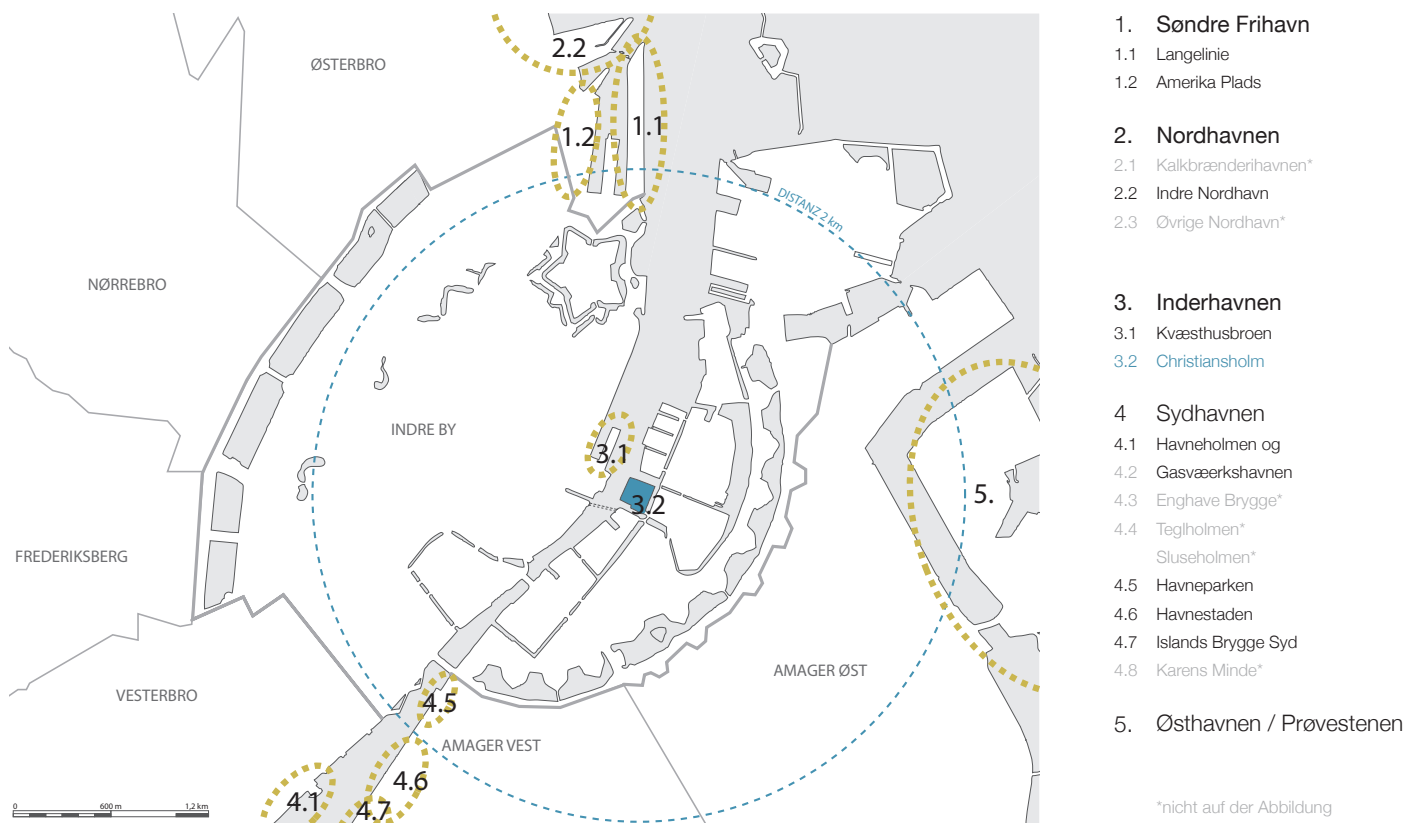 ØSTERBRO
2.2
1.2
1.1
DISTANZ 2 km
NØRREBRO
INDRE BY
3.1
3.2
5.
FREDERIKSBERG
VESTERBRO
AMAGER ØST
4.5
AMAGER VEST
4.6
4.1
4.7
0 600 m 1,2 km
1. Søndre Frihavn
1.1 Langelinie
1.2 Amerika Plads
2. Nordhavnen
2.1 Kalkbrænderihavnen*
2.2 Indre Nordhavn
2.3 Øvrige Nordhavn*
3. Inderhavnen
3.1 Kvæsthusbroen
3.2 Christiansholm
4 Sydhavnen
4.1 Havneholmen og
4.2 Gasvæerkshavnen
4.3 Enghave Brygge*
4.4 Teglholmen*
Sluseholmen*
4.5 Havneparken
4.6 Havnestaden
4.7 Islands Brygge Syd
4.8 Karens Minde*
5. Østhavnen / Prøvestenen
*nicht auf der Abbildung